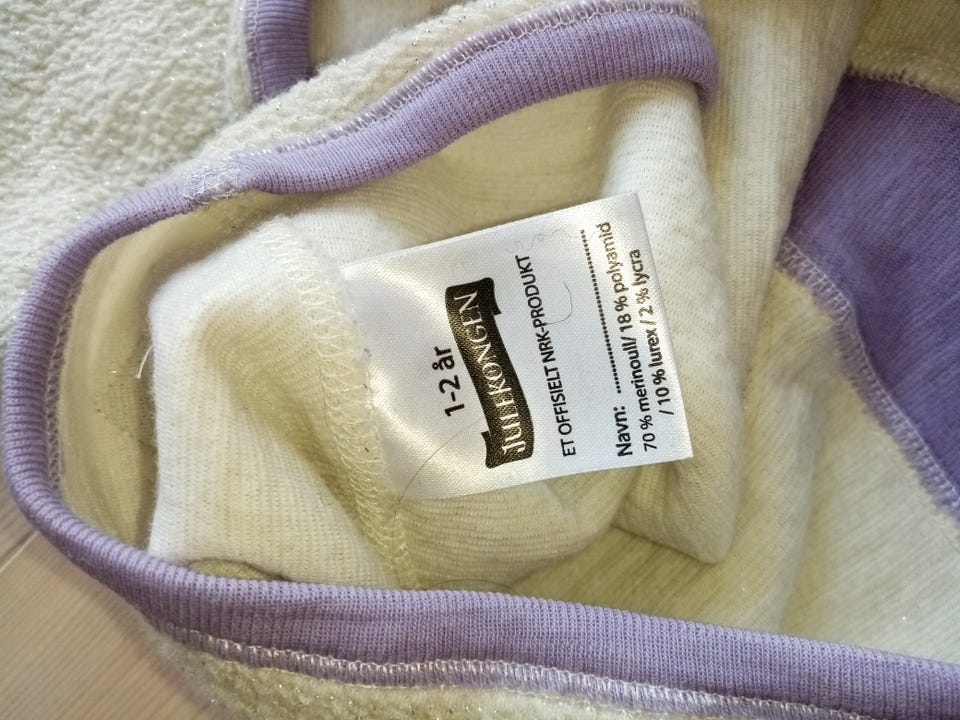 1-2 år
JULEKONGEN
ET OFFISIELT NRK-PRODUKT
Navn: ........................................
70 % merinoull/ 18 % polyamid
/ 10 % lurex / 2 % lycra